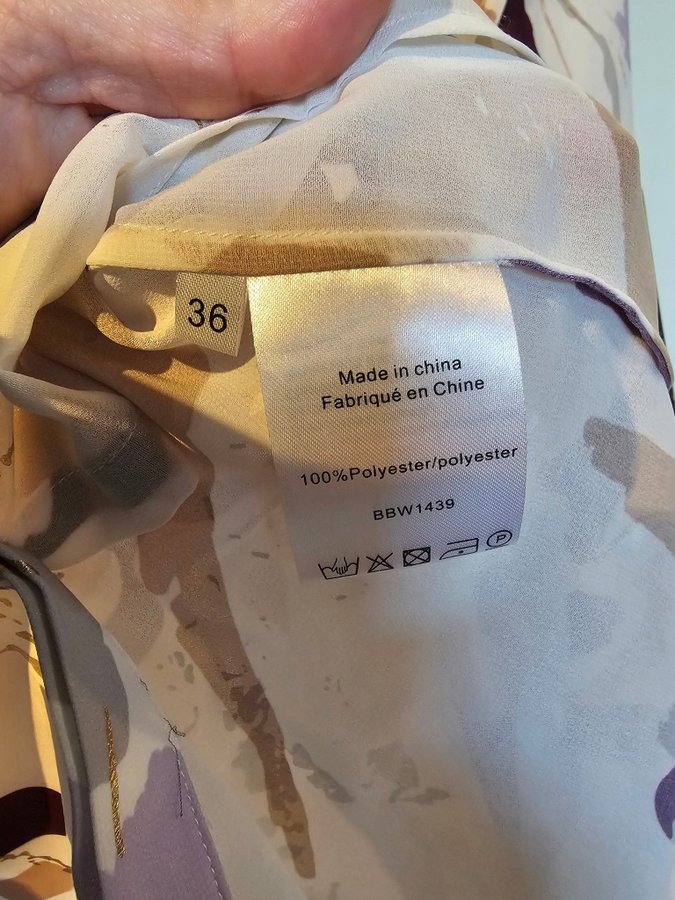 36
Made in china
Fabriqué en Chine
100%Polyester/polyester
BBW1439
P